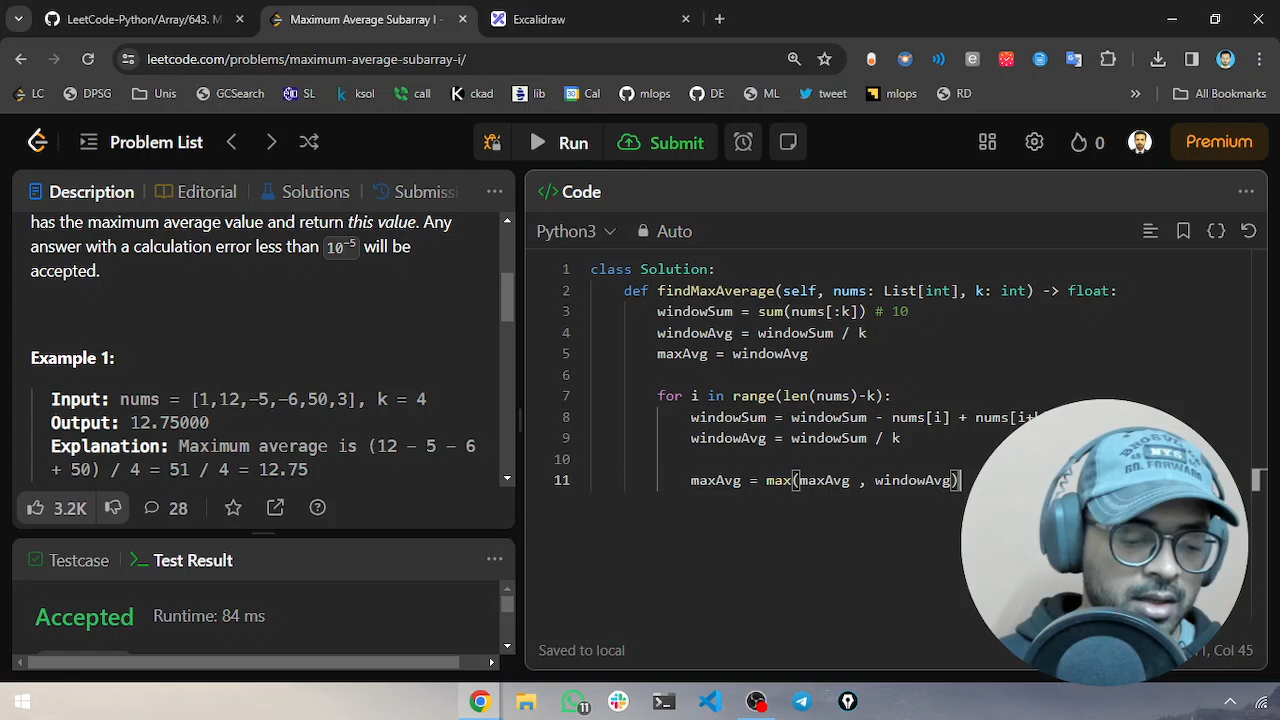 LeetCode-Python/Array/643. M
Maximum Average Subarray I -
Excalidraw
leetcode.com/problems/maximum-average-subarray-i/
LC DPSG Unis GCSearch SL ksol call ckad lib Cal mlops DE ML tweet mlops RD » All Bookmarks
Problem List Run Submit 0 Premium
Description Editorial Solutions Submissi
has the maximum average value and return this value. Any
answer with a calculation error less than 10⁻⁵ will be
accepted.
Example 1:
Input: nums = [1,12,-5,-6,50,3], k = 4
Output: 12.75000
Explanation: Maximum average is (12 - 5 - 6
+ 50) / 4 = 51 / 4 = 12.75
3.2K 28
Testcase Test Result
Accepted Runtime: 84 ms
</> Code
Python3 Auto
1 class Solution:
2 def findMaxAverage(self, nums: List[int], k: int) -> float:
3 windowSum = sum(nums[:k]) # 10
4 windowAvg = windowSum / k
5 maxAvg = windowAvg
6
7 for i in range(len(nums)-k):
8 windowSum = windowSum - nums[i] + nums[i+
9 windowAvg = windowSum / k
10
11 maxAvg = max(maxAvg , windowAvg)
Saved to local
, Col 45
11